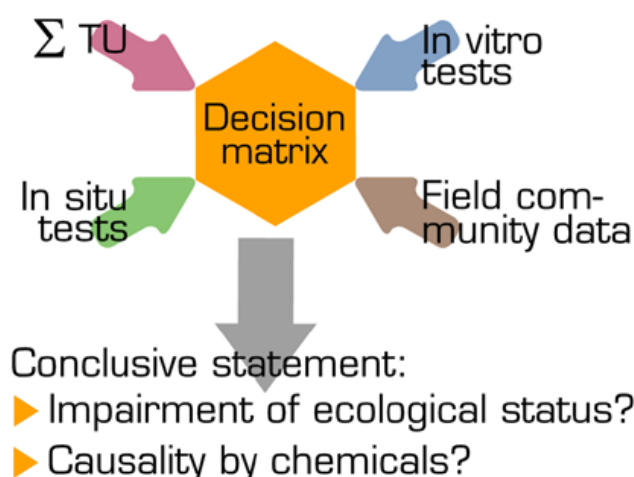 ∑ TU
In vitro
tests
Decision
matrix
In situ
tests
Field com-
munity data
Conclusive statement:
Impairment of ecological status?
Causality by chemicals?